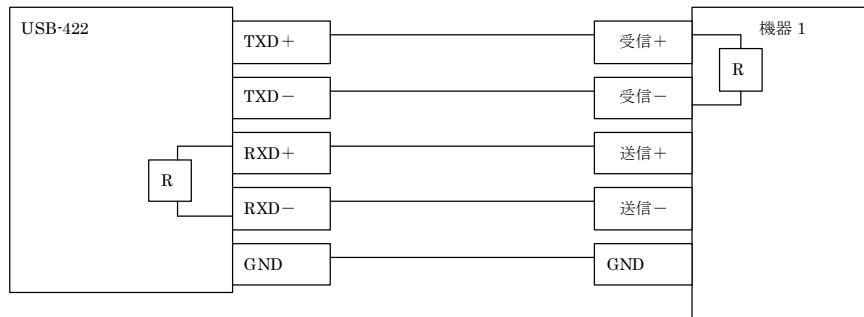 USB-422
機器 1
TXD＋
受信＋
R
TXD－
受信－
RXD＋
送信＋
R
RXD－
送信－
GND
GND